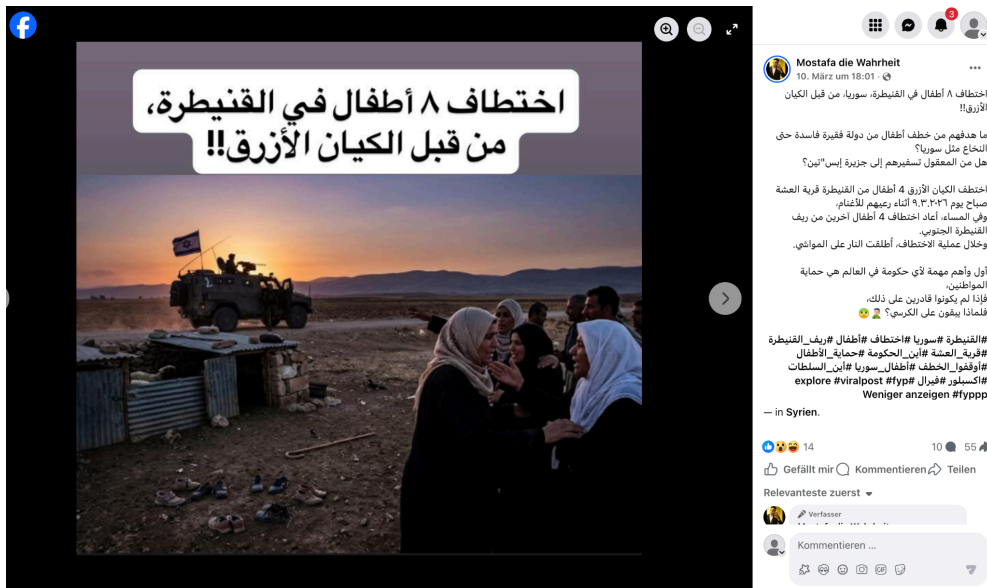 اختطاف ٨ أطفال في القنيطرة،
من قبل الكيان الأزرق!!
3
Mostafa die Wahrheit
10. März um 18:01 ·
اختطاف ٨ أطفال في القنيطرة، سوريا، من قبل الكيان
الأزرق!!
ما هدفهم من خطف أطفال من دولة فقيرة فاسدة حتى
النخاع مثل سوريا؟
هل من المعقول تسفيرهم إلى جزيرة إبس"تين؟
اختطف الكيان الأزرق 4 أطفال من القنيطرة قرية العشة
صباح يوم ٩.٣.٢٠٢٦ أثناء رعيهم للأغنام،
وفي المساء، أعاد اختطاف 4 أطفال آخرين من ريف
القنيطرة الجنوبي.
وخلال عملية الاختطاف، أطلقت النار على المواشي.
أول وأهم مهمة لأي حكومة في العالم هي حماية
المواطنين،
فإذا لم يكونوا قادرين على ذلك،
فلماذا يبقون على الكرسي؟
#القنيطرة #سوريا #اختطاف #أطفال #ريف_القنيطرة
#قرية_العشة #أين_الحكومة #حماية_الأطفال
#أوقفوا_الخطف #أطفال_سوريا #أين_السلطات
#اكسبلور #فيرال #explore #viralpost #fyp
Weniger anzeigen #fyppp
— in Syrien.
14
10
55
Gefällt mir
Kommentieren
Teilen
Relevanteste zuerst
Verfasser
Kommentieren ...
GIF